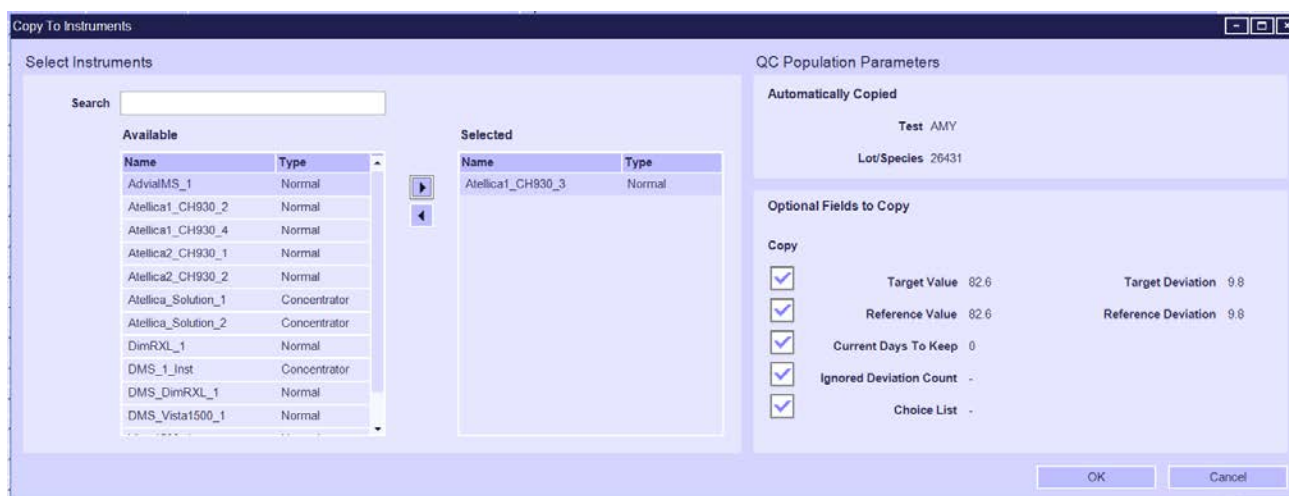 Copy To Instruments
Select Instruments
Search
Available
Name Type
AdvialMS_1 Normal
Atellica1_CH930_2 Normal
Atellica1_CH930_4 Normal
Atellica2_CH930_1 Normal
Atellica2_CH930_2 Normal
Atellica_Solution_1 Concentrator
Atellica_Solution_2 Concentrator
DimRXL_1 Normal
DMS_1_Inst Concentrator
DMS_DimRXL_1 Normal
DMS_Vista1500_1 Normal
Selected
Name Type
Atellica1_CH930_3 Normal
QC Population Parameters
Automatically Copied
Test AMY
Lot/Species 26431
Optional Fields to Copy
Copy
Target Value 82.6 Target Deviation 9.8
Reference Value 82.6 Reference Deviation 9.8
Current Days To Keep 0
Ignored Deviation Count -
Choice List -
OK Cancel